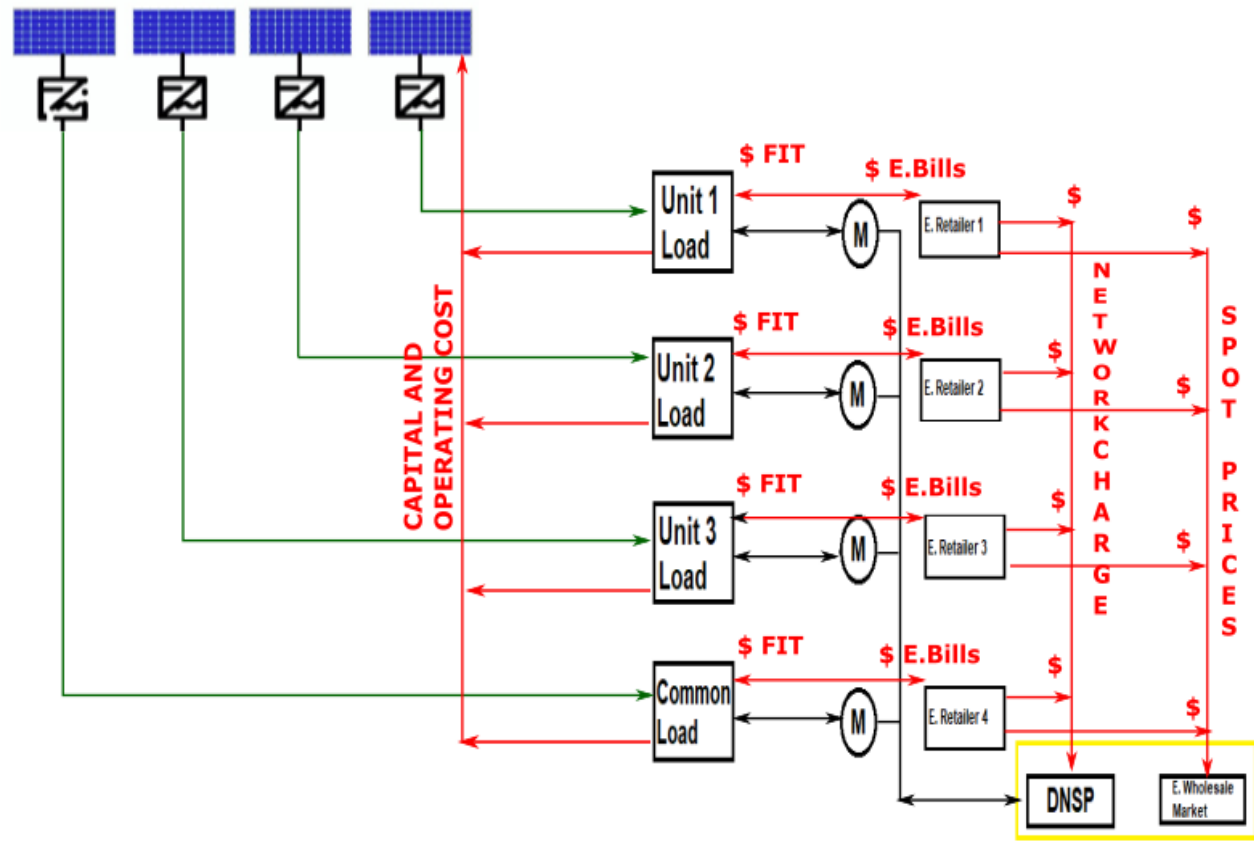 $ FIT
$ E.Bills
Unit 1
Load
M
E. Retailer 1
$
$
$ FIT
$ E.Bills
Unit 2
Load
M
E. Retailer 2
$
$
$ FIT
$ E.Bills
Unit 3
Load
M
E. Retailer 3
$
$
$ FIT
$ E.Bills
Common
Load
M
E. Retailer 4
$
$
CAPITAL AND
OPERATING COST
NETWORKCHARGE
SPOT PRICES
DNSP
E. Wholesale
Market